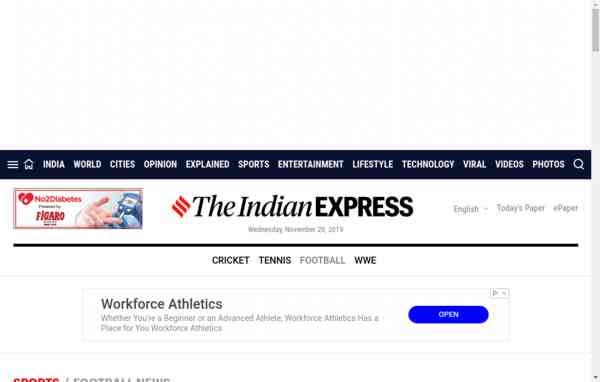 INDIA WORLD CITIES OPINION EXPLAINED SPORTS ENTERTAINMENT LIFESTYLE TECHNOLOGY VIRAL VIDEOS PHOTOS
No2Diabetes
Powered by
FIGARO
The Indian EXPRESS
English Today's Paper ePaper
Wednesday, November 20, 2019
CRICKET TENNIS FOOTBALL WWE
Workforce Athletics
Whether You're a Beginner or an Advanced Athlete, Workforce Athletics Has a
Place for You Workforce Athletics
OPEN
SPORTS / FOOTBALL NEWS